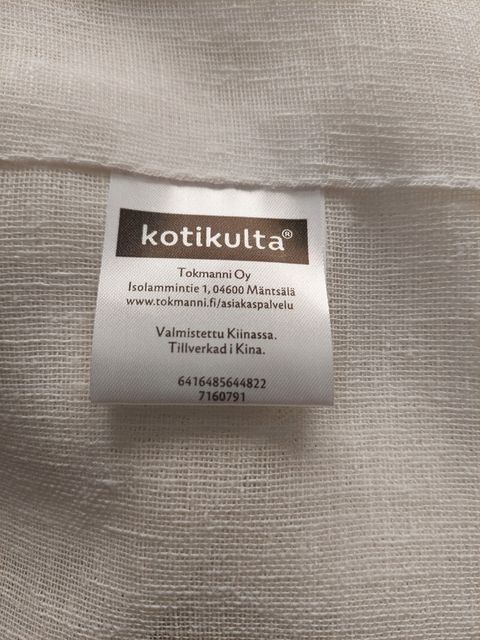 kotikulta®
Tokmanni Oy
Isolammintie 1, 04600 Mäntsälä
www.tokmanni.fi/asiakaspalvelu
Valmistettu Kiinassa.
Tillverkad i Kina.
6416485644822
7160791